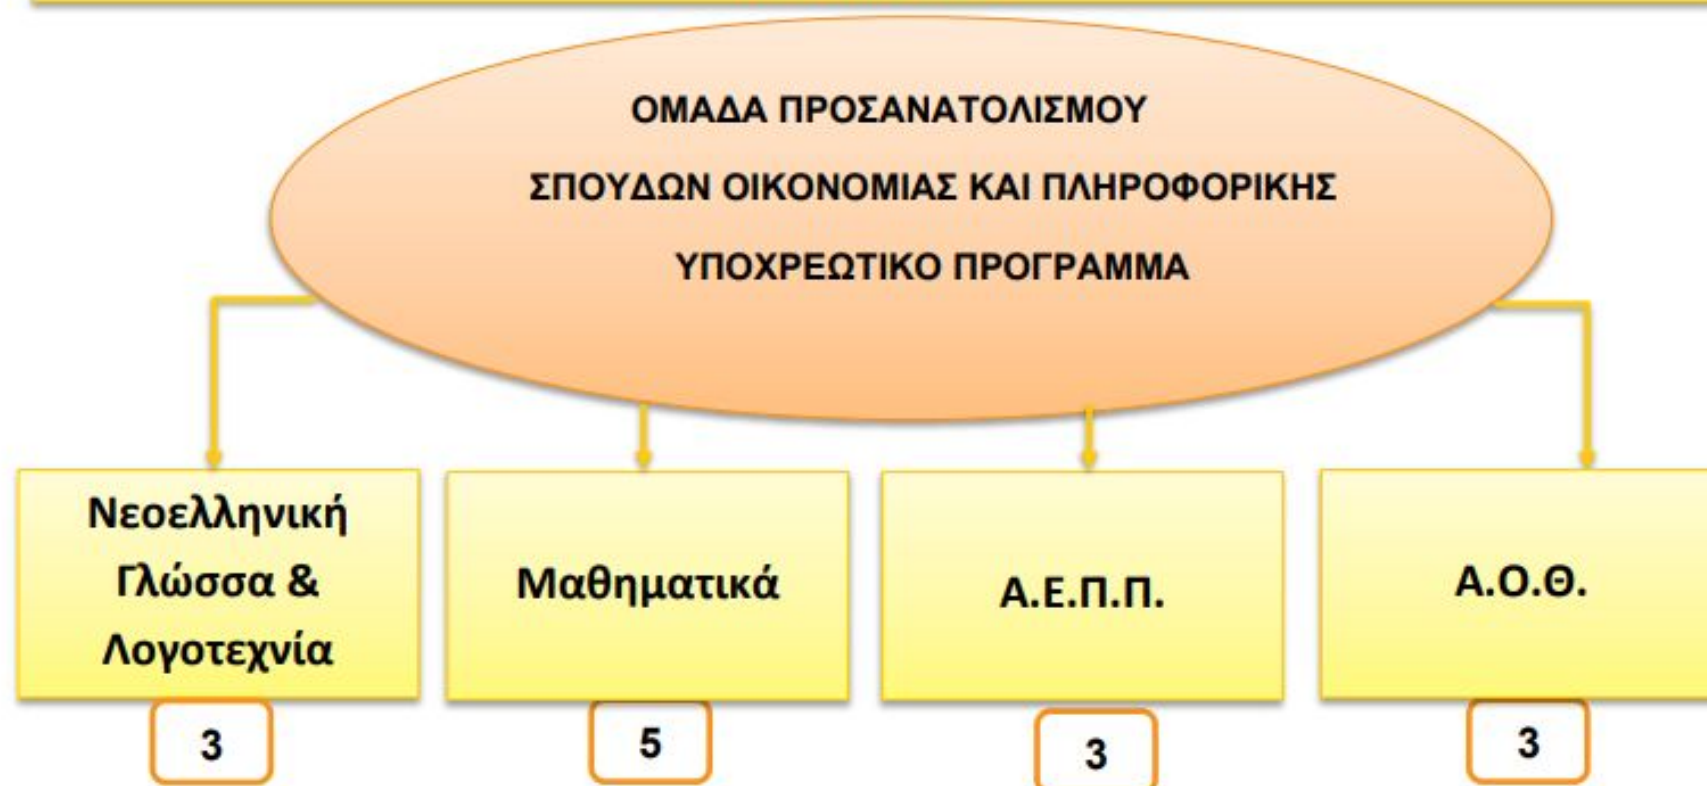 ΟΜΑΔΑ ΠΡΟΣΑΝΑΤΟΛΙΣΜΟΥ
ΣΠΟΥΔΩΝ ΟΙΚΟΝΟΜΙΑΣ ΚΑΙ ΠΛΗΡΟΦΟΡΙΚΗΣ
ΥΠΟΧΡΕΩΤΙΚΟ ΠΡΟΓΡΑΜΜΑ
Νεοελληνική
Γλώσσα &
Λογοτεχνία
3
Μαθηματικά
5
Α.Ε.Π.Π.
3
Α.Ο.Θ.
3